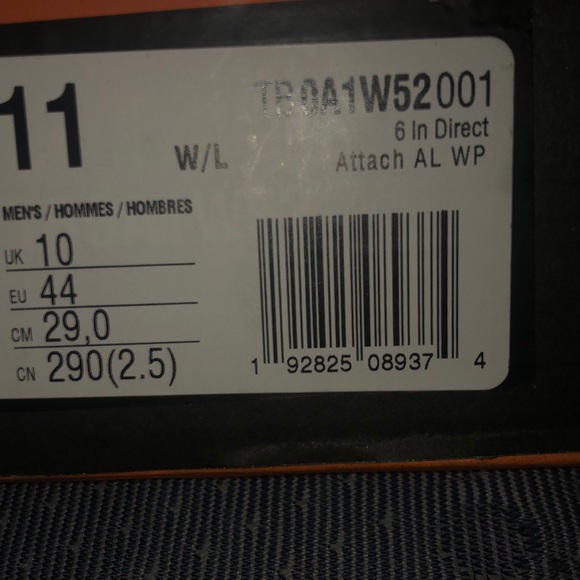 11
W/L
TB0A1W52001
6 In Direct
Attach AL WP
MEN'S / HOMMES / HOMBRES
UK 10
EU 44
CM 29,0
CN 290(2.5)
1 92825 08937 4